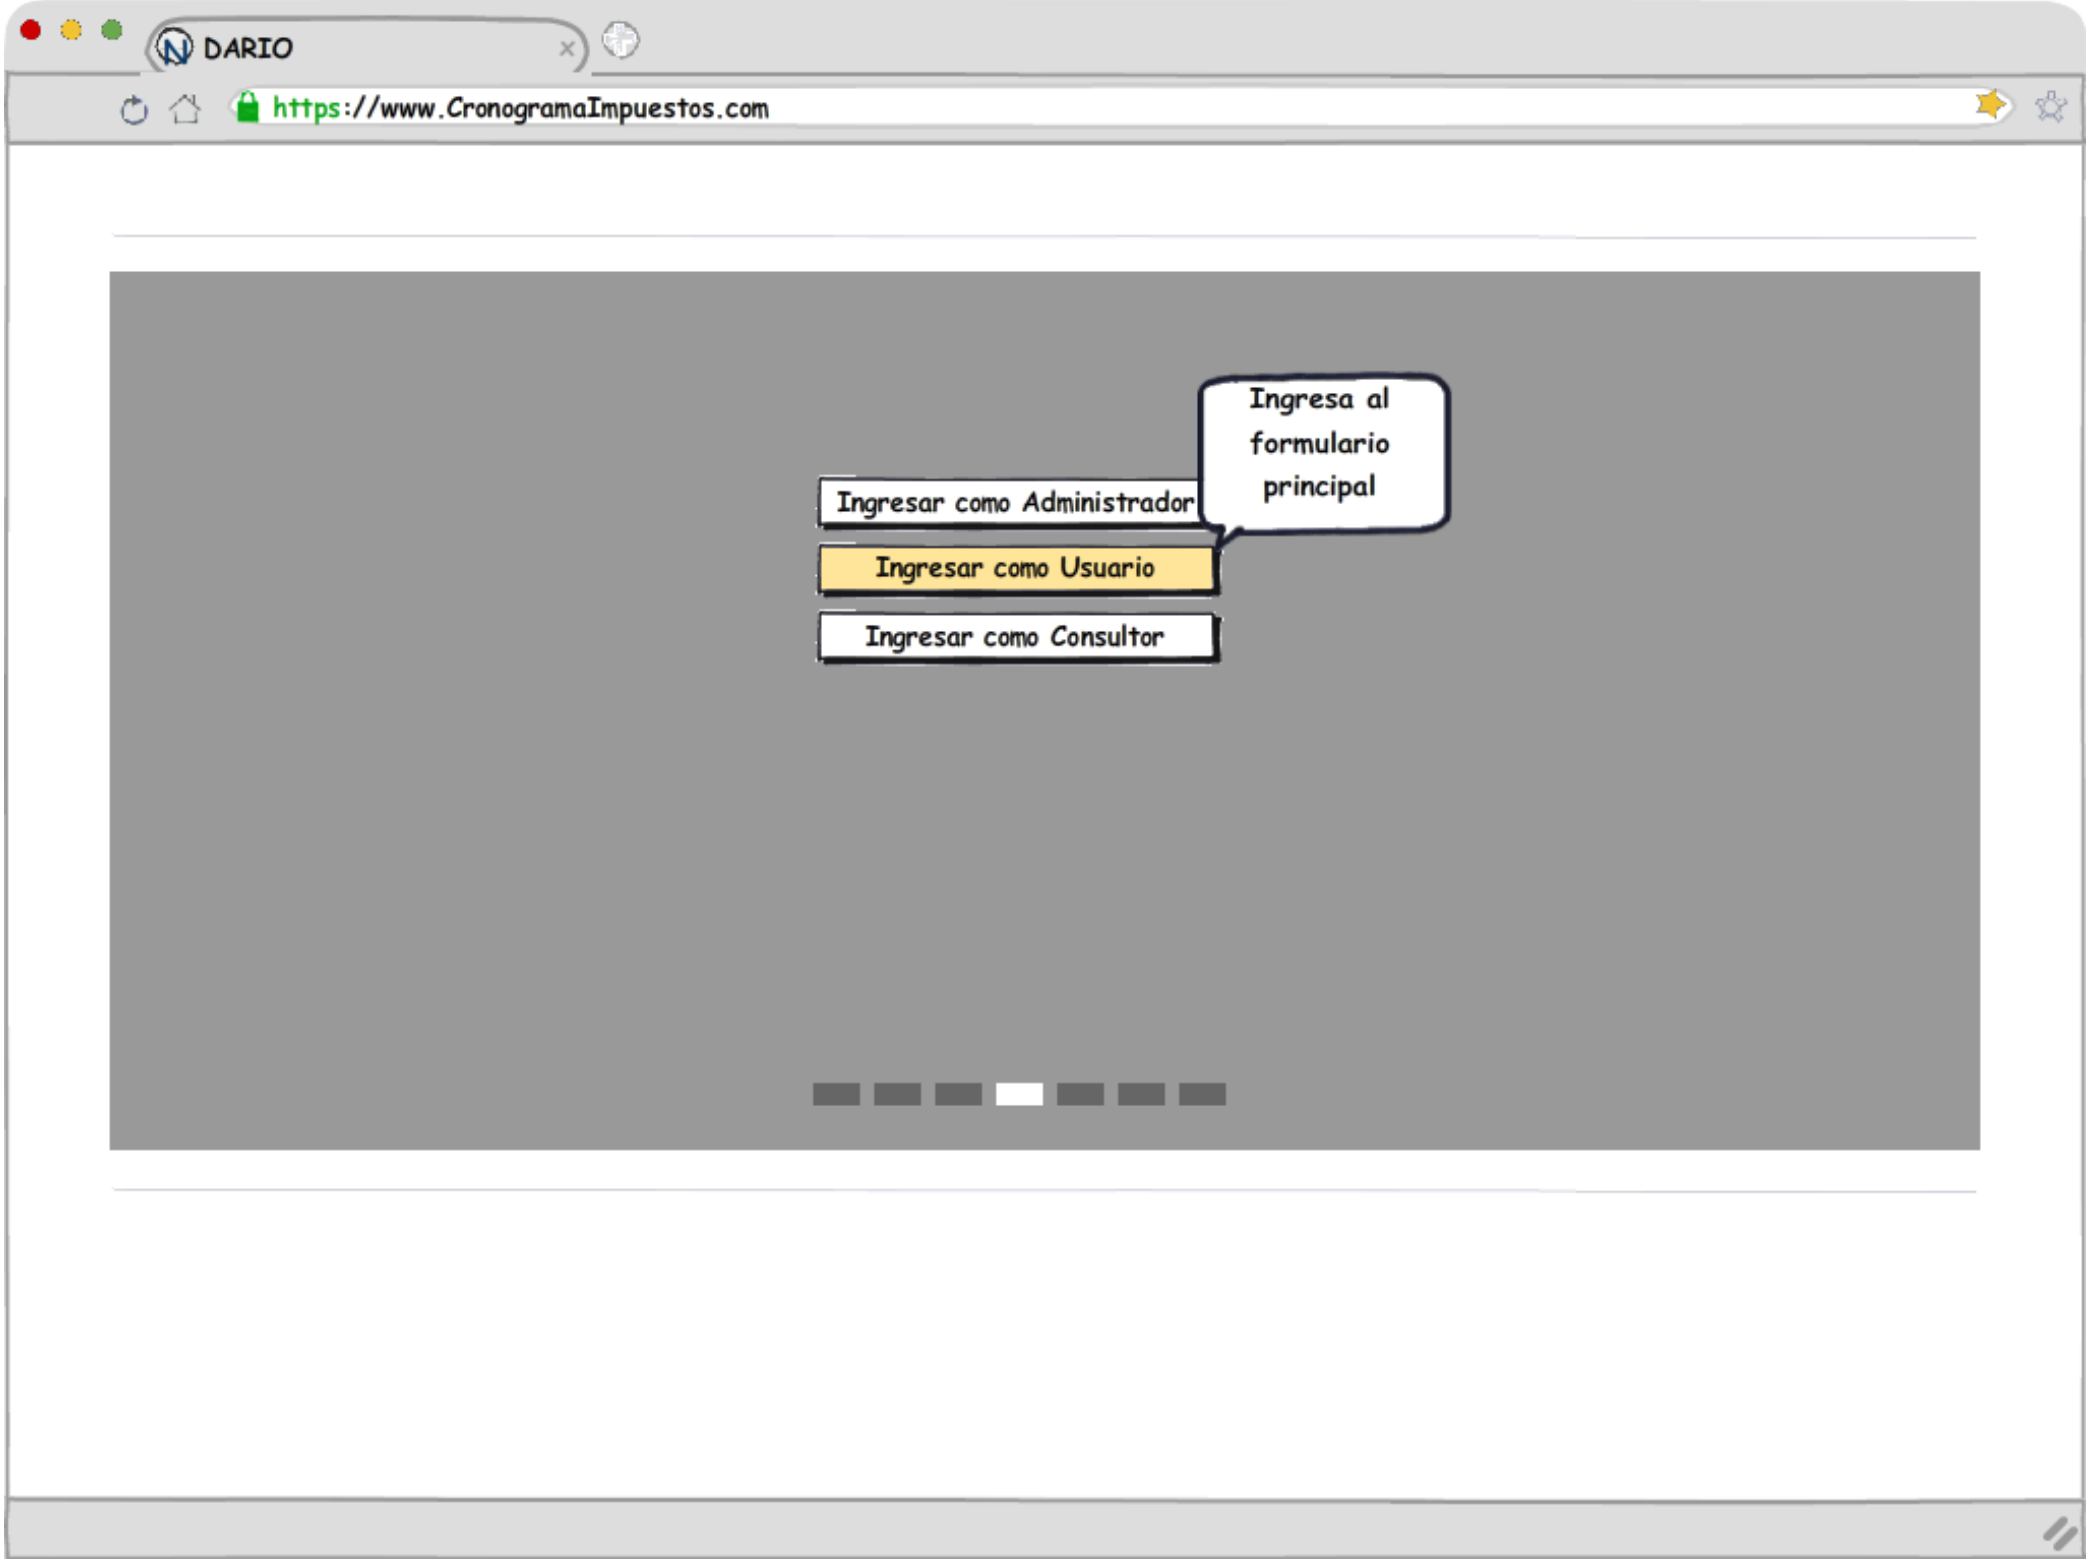 DARIO
https://www.CronogramaImpuestos.com
Ingresa al
formulario
principal
Ingresar como Administrador
Ingresar como Usuario
Ingresar como Consultor